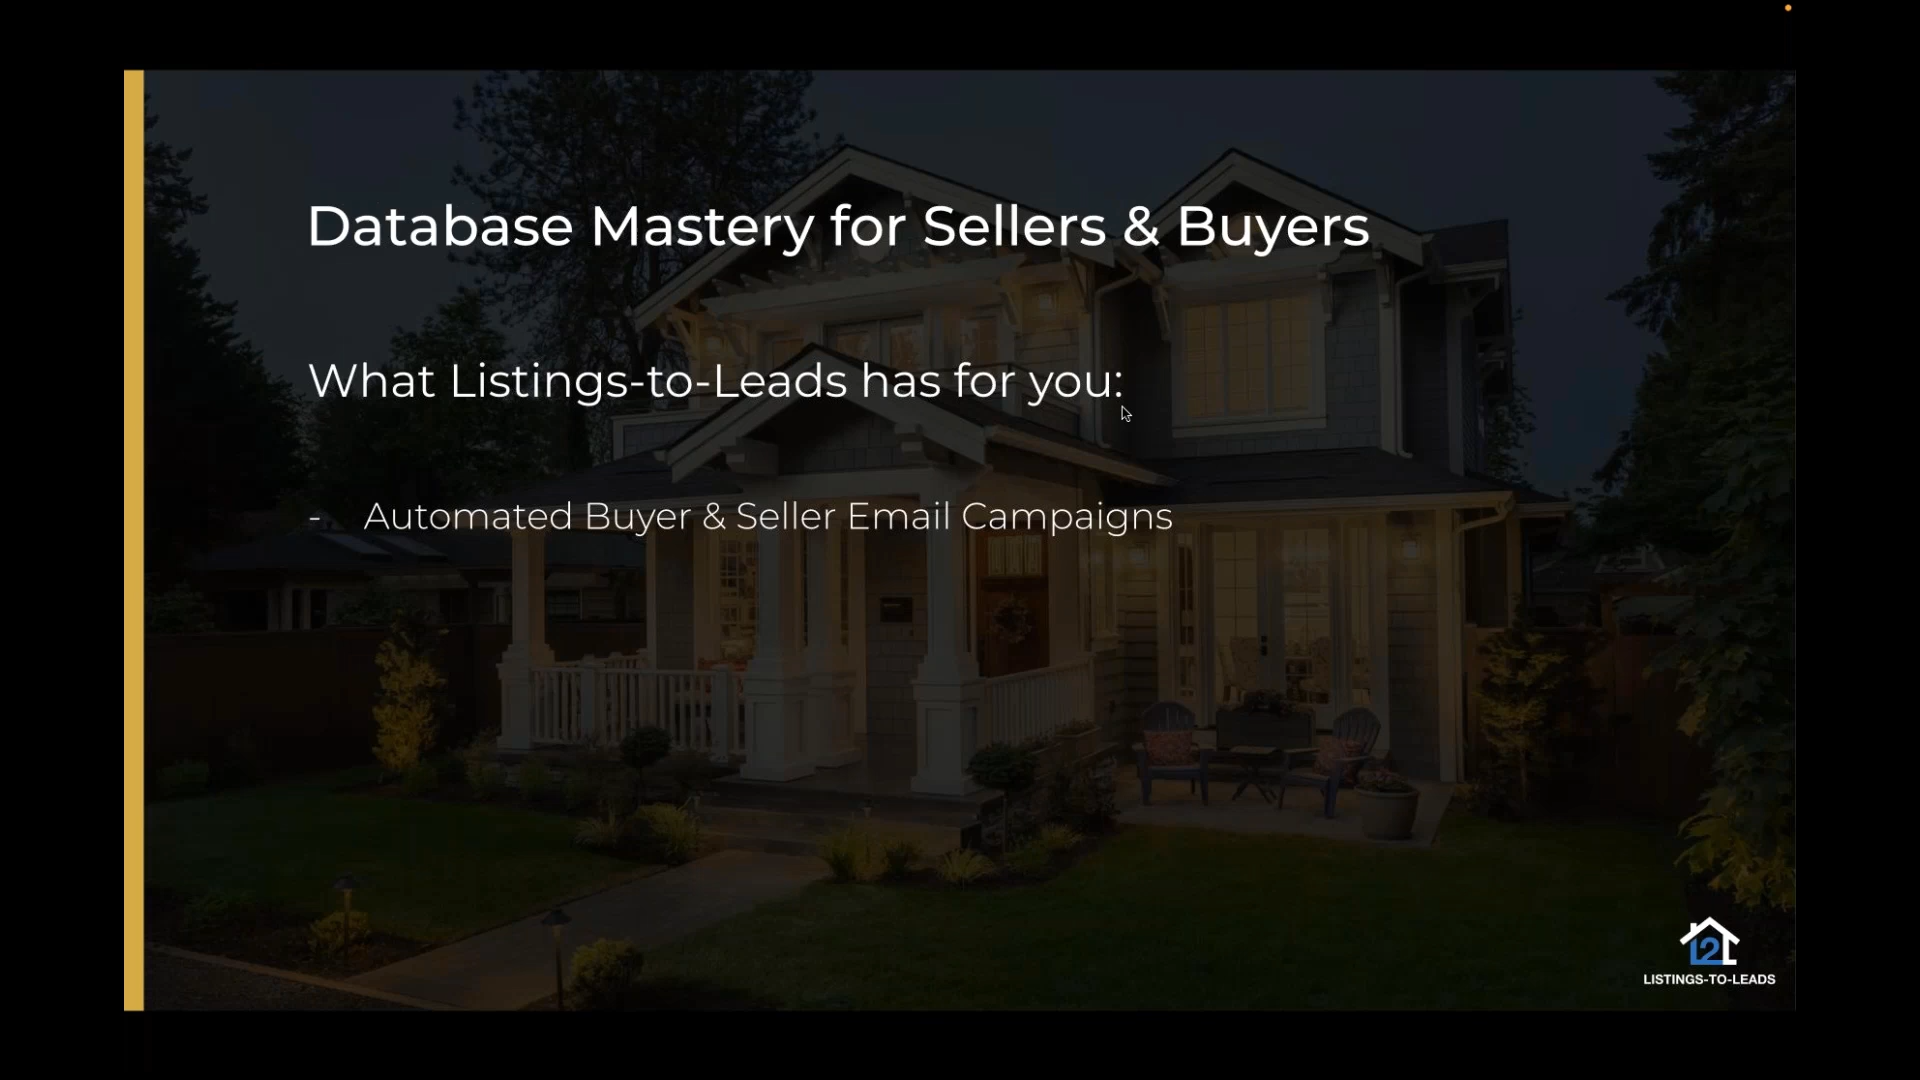 Database Mastery for Sellers & Buyers
What Listings-to-Leads has for you:
- Automated Buyer & Seller Email Campaigns
L2L
LISTINGS-TO-LEADS